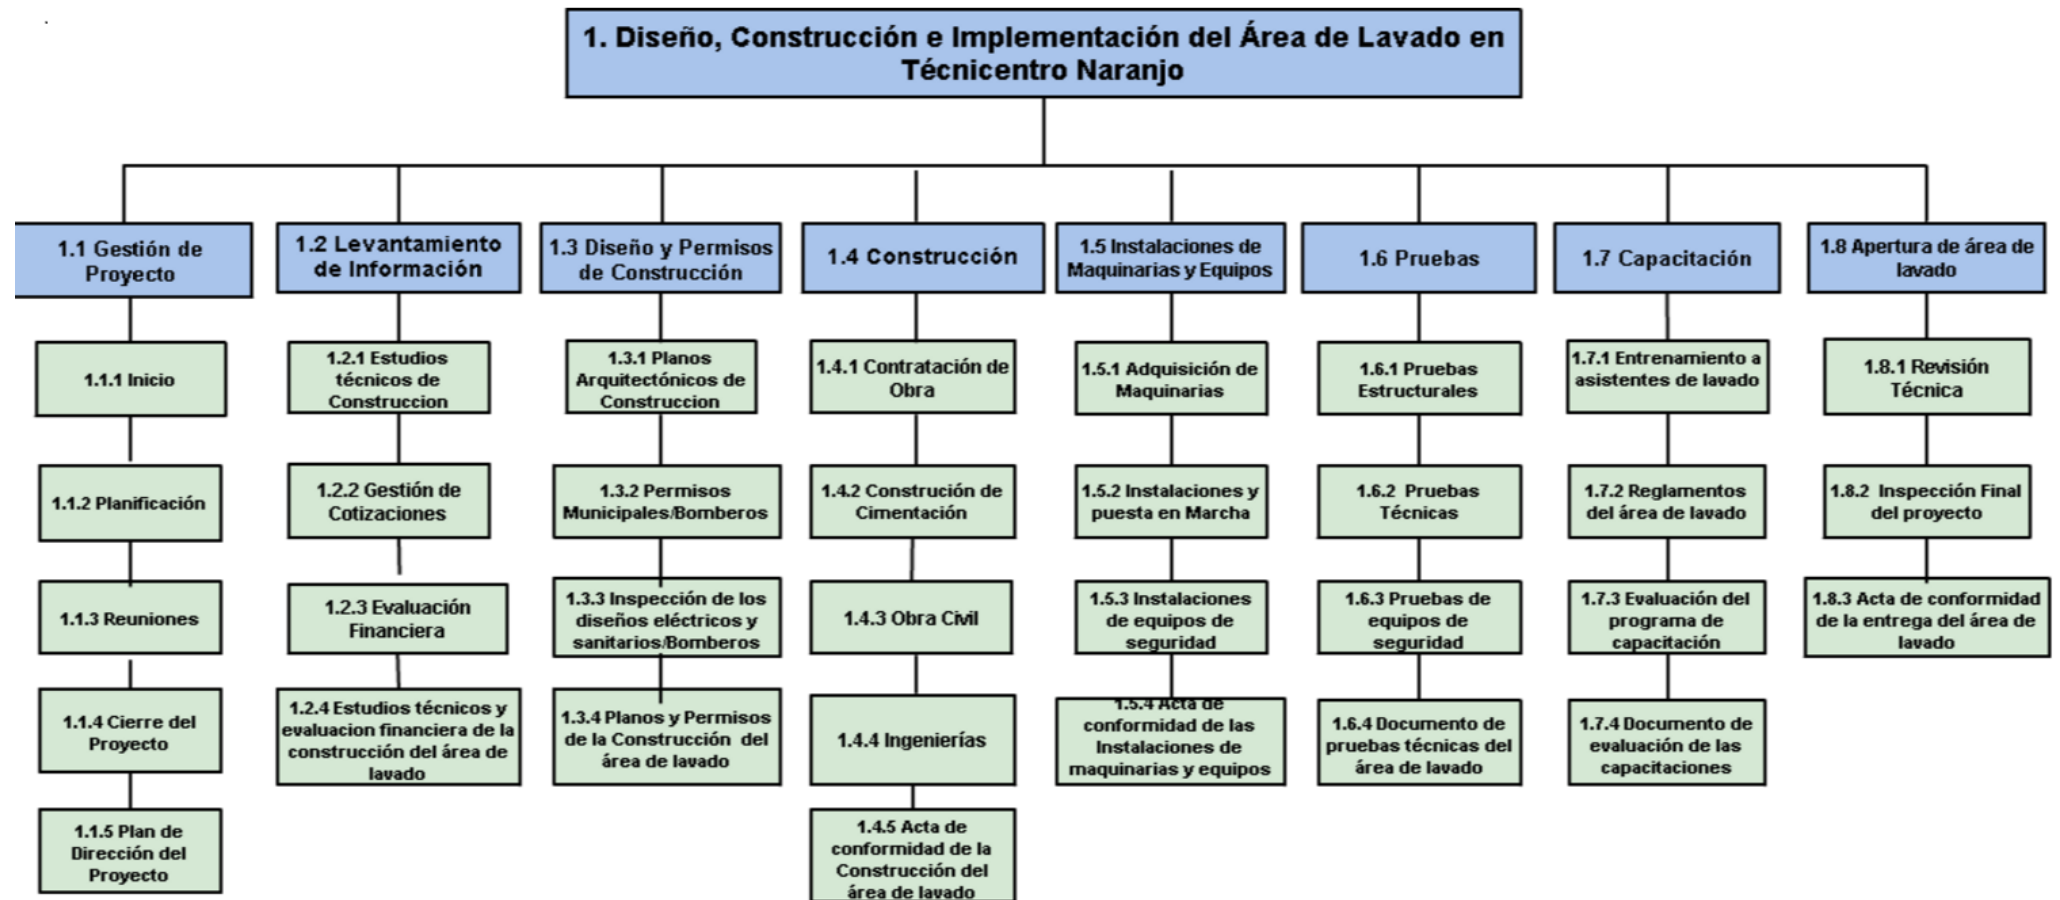 1. Diseño, Construcción e Implementación del Área de Lavado en
Técnicentro Naranjo
1.1 Gestión de
Proyecto
1.1.1 Inicio
1.1.2 Planificación
1.1.3 Reuniones
1.1.4 Cierre del
Proyecto
1.1.5 Plan de
Dirección del
Proyecto
1.2 Levantamiento
de Información
1.2.1 Estudios
técnicos de
Construccion
1.2.2 Gestión de
Cotizaciones
1.2.3 Evaluación
Financiera
1.2.4 Estudios técnicos y
evaluacion financiera de la
construcción del área de
lavado
1.3 Diseño y Permisos
de Construcción
1.3.1 Planos
Arquitectónicos de
Construccion
1.3.2 Permisos
Municipales/Bomberos
1.3.3 Inspección de los
diseños eléctricos y
sanitarios/Bomberos
1.3.4 Planos y Permisos
de la Construcción del
área de lavado
1.4 Construcción
1.4.1 Contratación de
Obra
1.4.2 Construción de
Cimentación
1.4.3 Obra Civil
1.4.4 Ingenierías
1.4.5 Acta de
conformidad de la
Construcción del
área de lavado
1.5 Instalaciones de
Maquinarias y Equipos
1.5.1 Adquisición de
Maquinarias
1.5.2 Instalaciones y
puesta en Marcha
1.5.3 Instalaciones
de equipos de
seguridad
1.5.4 Acta de
conformidad de las
Instalaciones de
maquinarias y equipos
1.6 Pruebas
1.6.1 Pruebas
Estructurales
1.6.2 Pruebas
Técnicas
1.6.3 Pruebas de
equipos de
seguridad
1.6.4 Documento de
pruebas técnicas del
área de lavado
1.7 Capacitación
1.7.1 Entrenamiento a
asistentes de lavado
1.7.2 Reglamentos
del área de lavado
1.7.3 Evaluación del
programa de
capacitación
1.7.4 Documento de
evaluación de las
capacitaciones
1.8 Apertura de área de
lavado
1.8.1 Revisión
Técnica
1.8.2 Inspección Final
del proyecto
1.8.3 Acta de conformidad
de la entrega del área de
lavado